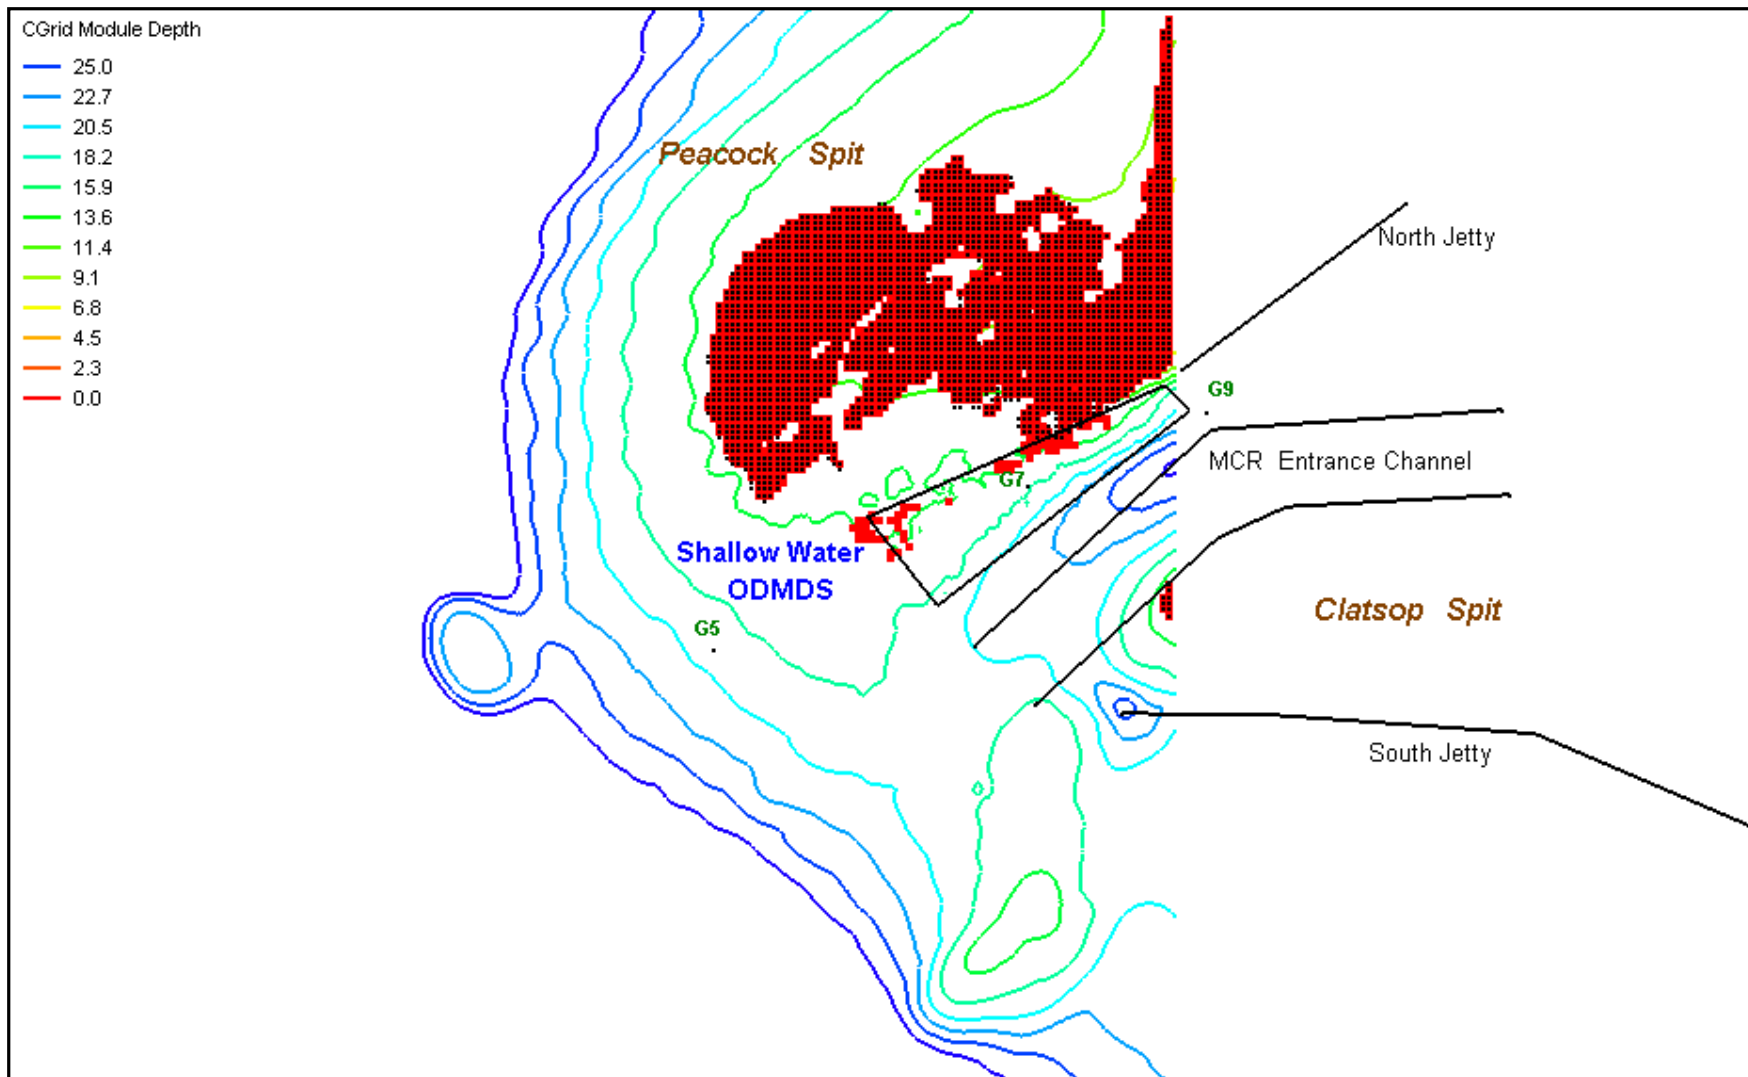 CGrid Module Depth
25.0
22.7
20.5
18.2
15.9
13.6
11.4
9.1
6.8
4.5
2.3
0.0
Peacock Spit
North Jetty
G9
MCR Entrance Channel
G7
Shallow Water
ODMDS
Clatsop Spit
G5
South Jetty